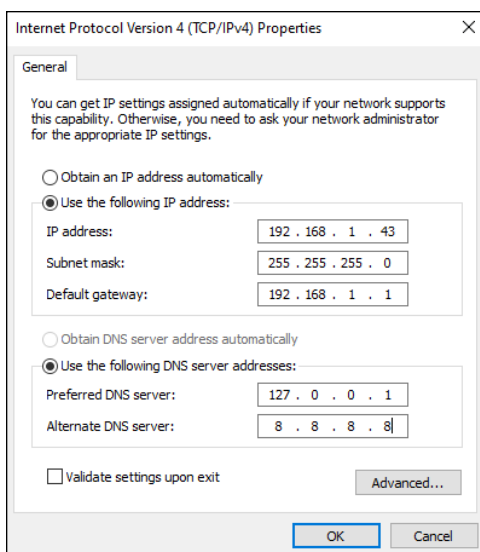 Internet Protocol Version 4 (TCP/IPv4) Properties
General
You can get IP settings assigned automatically if your network supports
this capability. Otherwise, you need to ask your network administrator
for the appropriate IP settings.
Obtain an IP address automatically
Use the following IP address:
IP address: 192 . 168 . 1 . 43
Subnet mask: 255 . 255 . 255 . 0
Default gateway: 192 . 168 . 1 . 1
Obtain DNS server address automatically
Use the following DNS server addresses:
Preferred DNS server: 127 . 0 . 0 . 1
Alternate DNS server: 8 . 8 . 8 . 8
Validate settings upon exit
Advanced...
OK Cancel